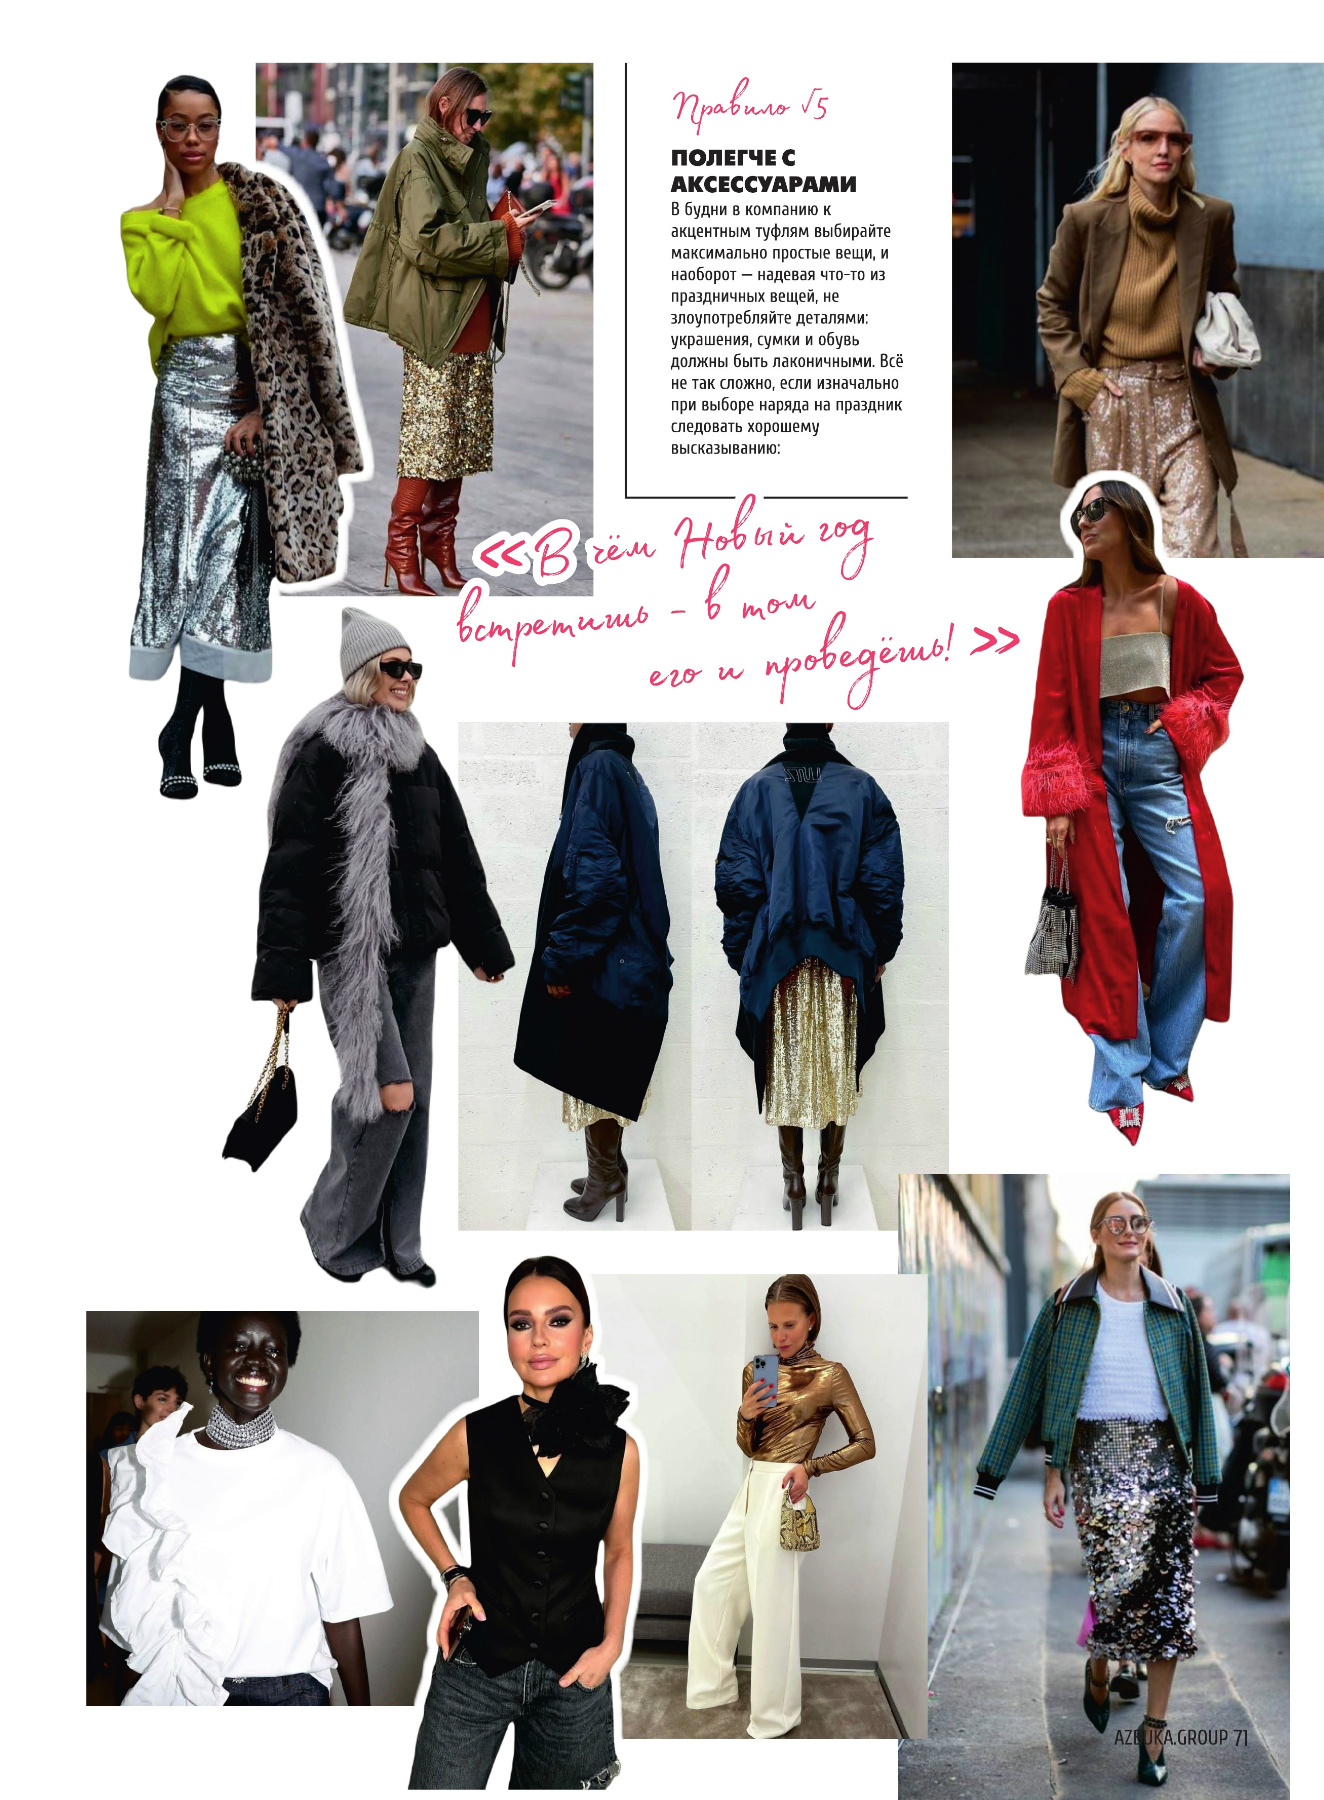 Правило √5
ПОЛЕГЧЕ С
АКСЕССУАРАМИ
В будни в компанию к
акцентным туфлям выбирайте
максимально простые вещи, и
наоборот — надевая что-то из
праздничных вещей, не
злоупотребляйте деталями:
украшения, сумки и обувь
должны быть лаконичными. Всё
не так сложно, если изначально
при выборе наряда на праздник
следовать хорошему
высказыванию:
«В чём Новый год
встретишь – в том
его и проведёшь! »
AZBUKA.GROUP 71